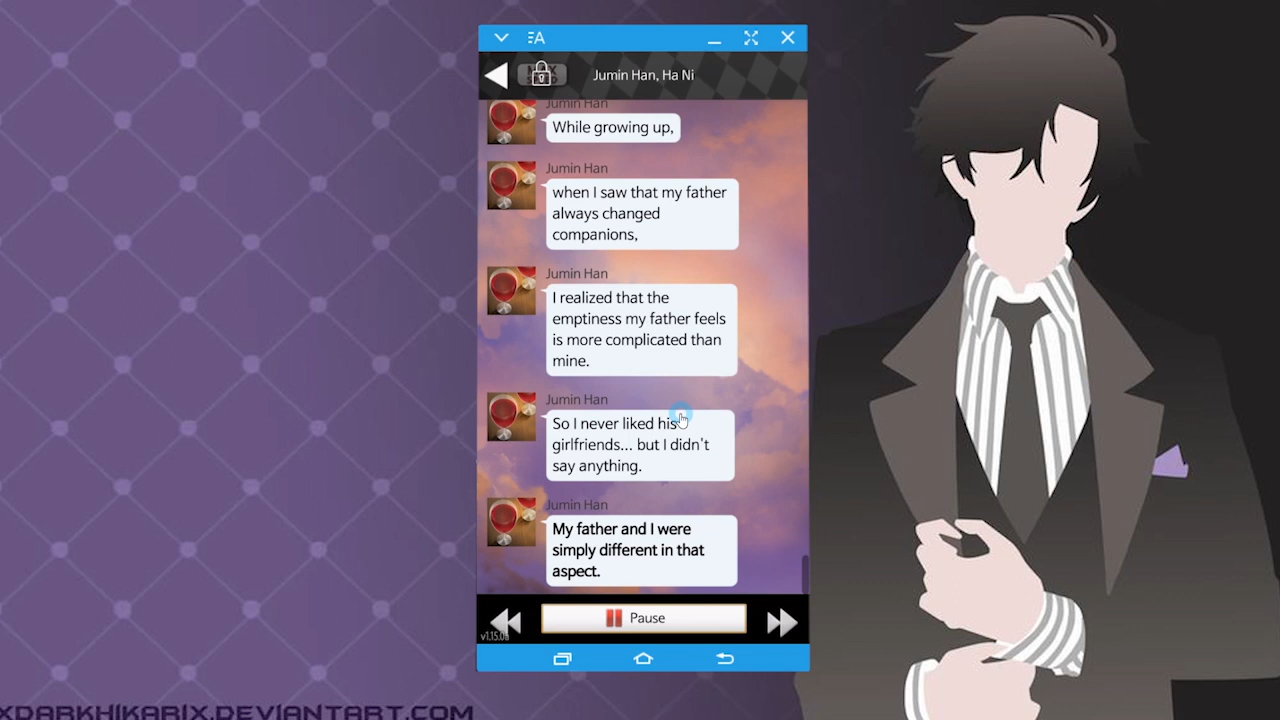 Jumin Han, Ha Ni
Jumin Han
While growing up,
Jumin Han
when I saw that my father
always changed
companions,
Jumin Han
I realized that the
emptiness my father feels
is more complicated than
mine.
Jumin Han
So I never liked his
girlfriends... but I didn't
say anything.
Jumin Han
My father and I were
simply different in that
aspect.
Pause
XDARKHIKARIX.DEVIANTART.COM